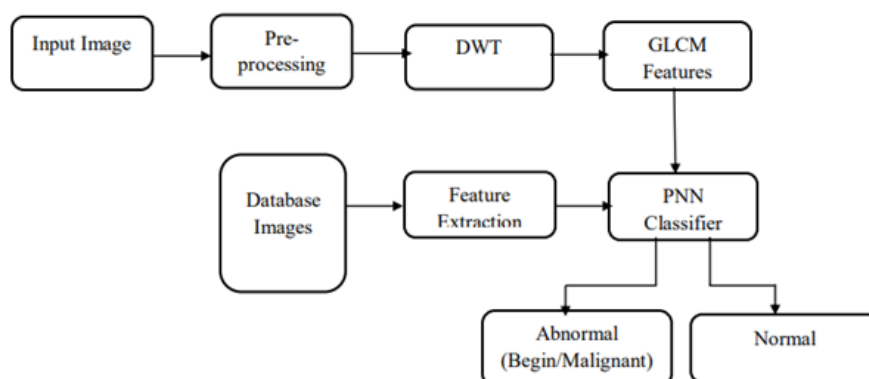 Input Image
Pre-
processing
DWT
GLCM
Features
Database
Images
Feature
Extraction
PNN
Classifier
Abnormal
(Begin/Malignant)
Normal